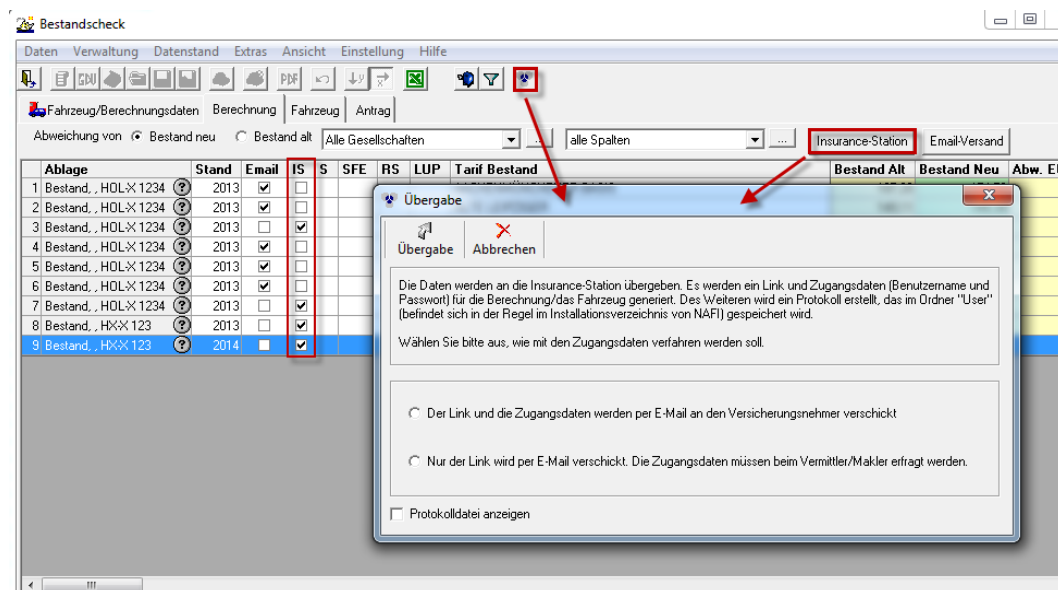 Bestandscheck
Daten Verwaltung Datenstand Extras Ansicht Einstellung Hilfe
GDV PDF
Fahrzeug/Berechnungsdaten Berechnung Fahrzeug Antrag
Abweichung von Bestand neu Bestand alt Alle Gesellschaften ... alle Spalten ... Insurance-Station Email-Versand
Ablage Stand Email IS S SFE RS LUP Tarif Bestand Bestand Alt Bestand Neu Abw. E
1 Bestand, , HOL-X 1234 ? 2013
2 Bestand, , HOL-X 1234 ? 2013
3 Bestand, , HOL-X 1234 ? 2013
4 Bestand, , HOL-X 1234 ? 2013
5 Bestand, , HOL-X 1234 ? 2013
6 Bestand, , HOL-X 1234 ? 2013
7 Bestand, , HOL-X 1234 ? 2013
8 Bestand, , HX-X 123 ? 2013
9 Bestand, , HX-X 123 ? 2014
Übergabe
Übergabe Abbrechen
Die Daten werden an die Insurance-Station übergeben. Es werden ein Link und Zugangsdaten (Benutzername und
Passwort) für die Berechnung/das Fahrzeug generiert. Des Weiteren wird ein Protokoll erstellt, das im Ordner "User"
(befindet sich in der Regel im Installationsverzeichnis von NAFI) gespeichert wird.
Wählen Sie bitte aus, wie mit den Zugangsdaten verfahren werden soll.
Der Link und die Zugangsdaten werden per E-Mail an den Versicherungsnehmer verschickt
Nur der Link wird per E-Mail verschickt. Die Zugangsdaten müssen beim Vermittler/Makler erfragt werden.
Protokolldatei anzeigen